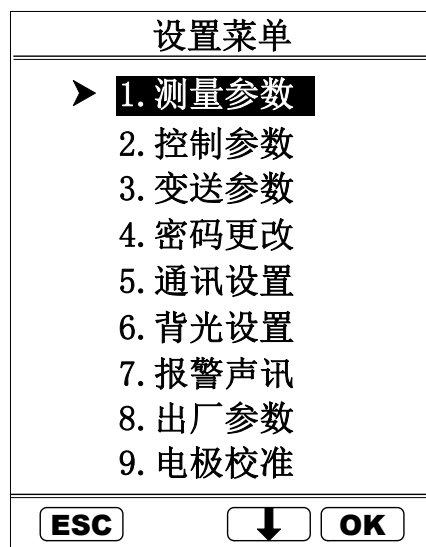 设置菜单
1. 测量参数
2. 控制参数
3. 变送参数
4. 密码更改
5. 通讯设置
6. 背光设置
7. 报警声讯
8. 出厂参数
9. 电极校准
ESC OK